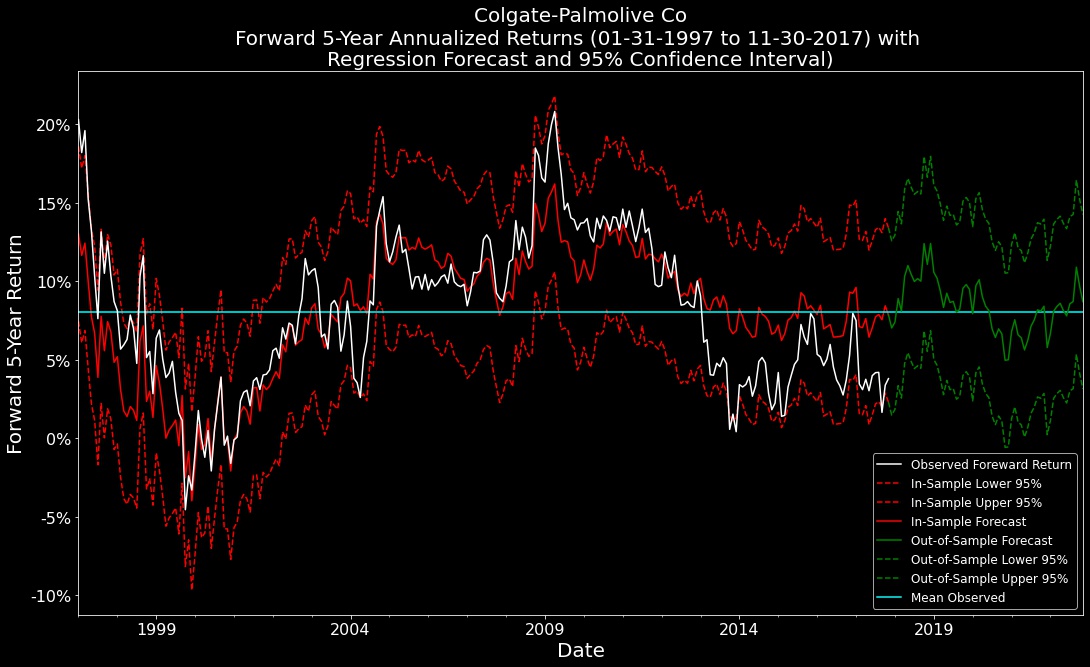 Colgate-Palmolive Co
Forward 5-Year Annualized Returns (01-31-1997 to 11-30-2017) with
Regression Forecast and 95% Confidence Interval)
Forward 5-Year Return
20%
15%
10%
5%
0%
-5%
-10%
Observed Foreward Return
In-Sample Lower 95%
In-Sample Upper 95%
In-Sample Forecast
Out-of-Sample Forecast
Out-of-Sample Lower 95%
Out-of-Sample Upper 95%
Mean Observed
1999 2004 2009 2014 2019
Date